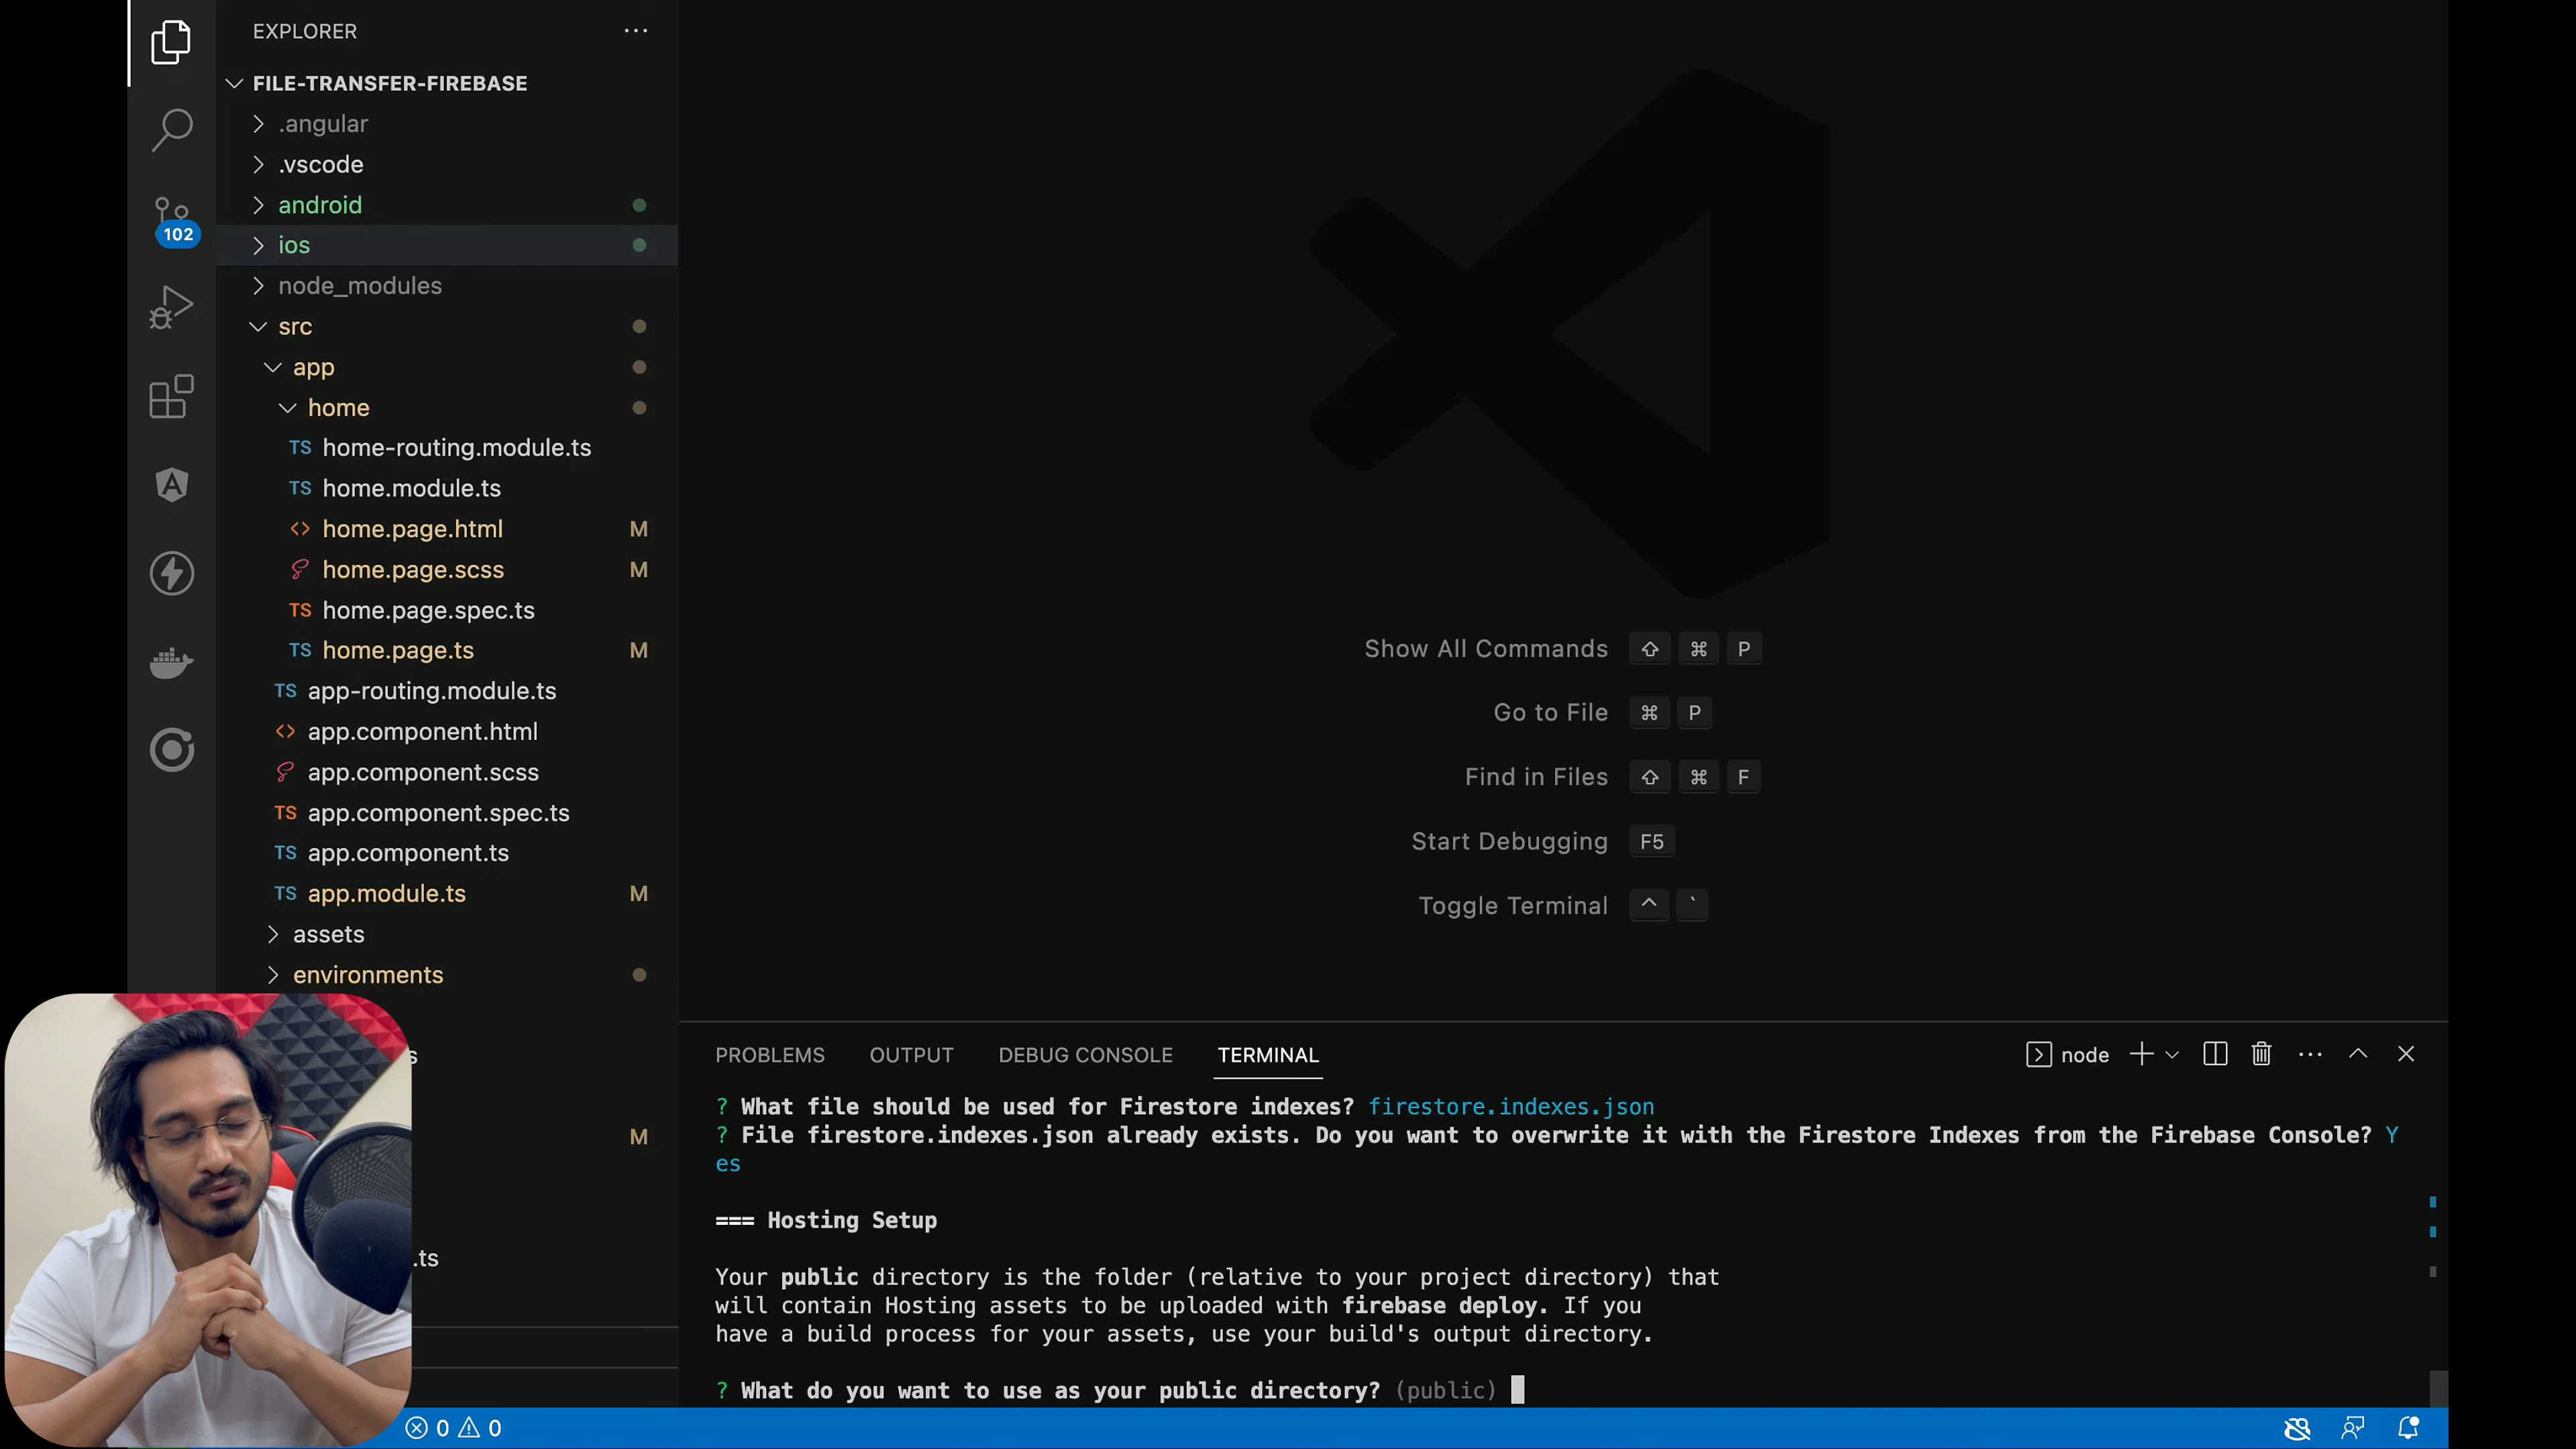 EXPLORER
FILE-TRANSFER-FIREBASE
.angular
.vscode
android
ios
node_modules
src
app
home
TS home-routing.module.ts
TS home.module.ts
<> home.page.html M
home.page.scss M
TS home.page.spec.ts
TS home.page.ts M
TS app-routing.module.ts
<> app.component.html
app.component.scss
TS app.component.spec.ts
TS app.component.ts
TS app.module.ts M
assets
environments
s
M
.ts
102
Show All Commands ⇧ ⌘ P
Go to File ⌘ P
Find in Files ⇧ ⌘ F
Start Debugging F5
Toggle Terminal ^ `
PROBLEMS OUTPUT DEBUG CONSOLE TERMINAL
node
? What file should be used for Firestore indexes? firestore.indexes.json
? File firestore.indexes.json already exists. Do you want to overwrite it with the Firestore Indexes from the Firebase Console? Y
es
=== Hosting Setup
Your public directory is the folder (relative to your project directory) that
will contain Hosting assets to be uploaded with firebase deploy. If you
have a build process for your assets, use your build's output directory.
? What do you want to use as your public directory? (public)
0 0